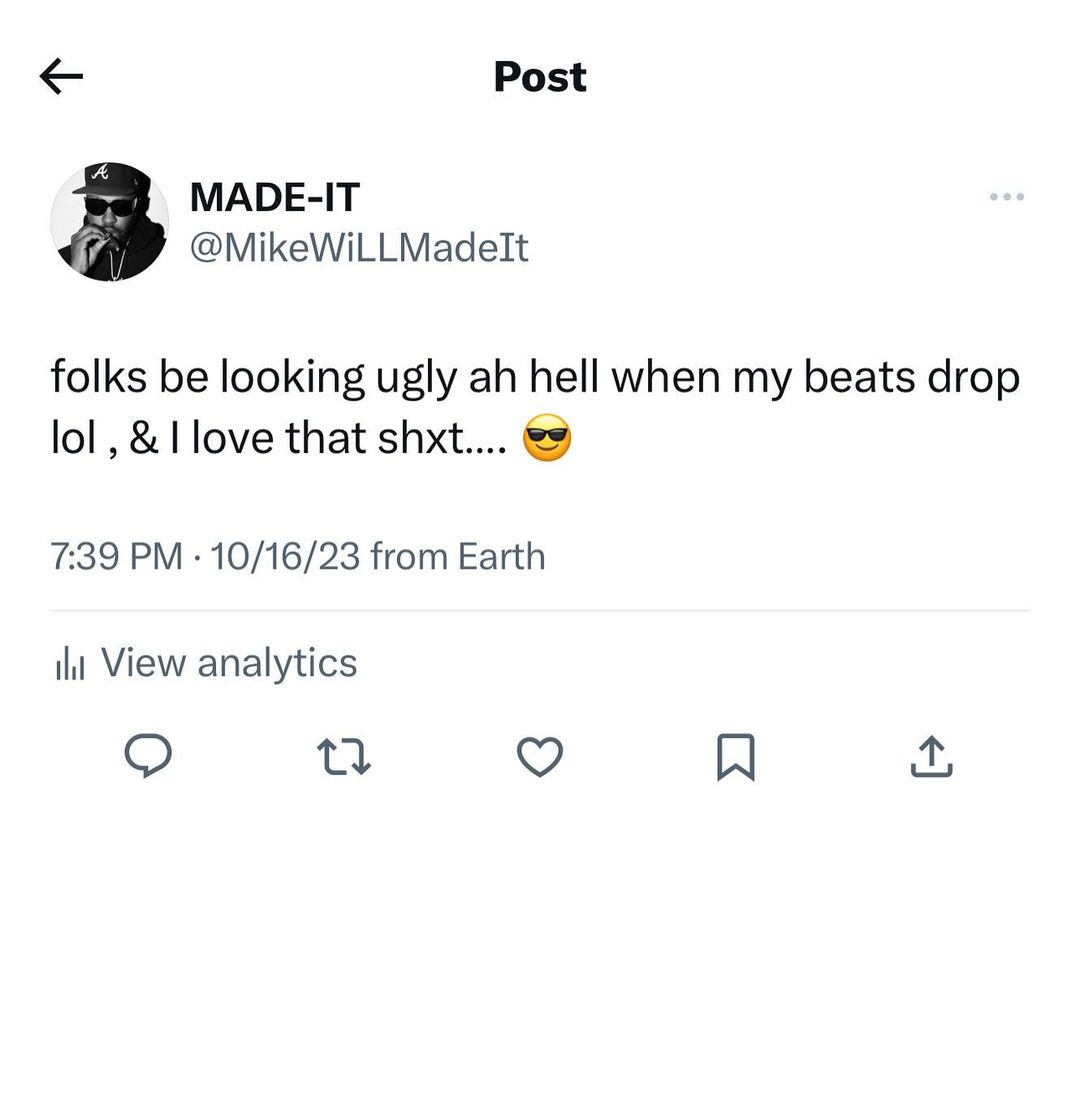 Post
MADE-IT
@MikeWiLLMadeIt
folks be looking ugly ah hell when my beats drop
lol , & I love that shxt.... 😎
7:39 PM · 10/16/23 from Earth
View analytics